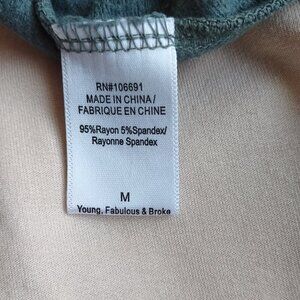 RN#106691
MADE IN CHINA/
FABRIQUE EN CHINE
95%Rayon 5%Spandex/
Rayonne Spandex
M
Young, Fabulous & Broke